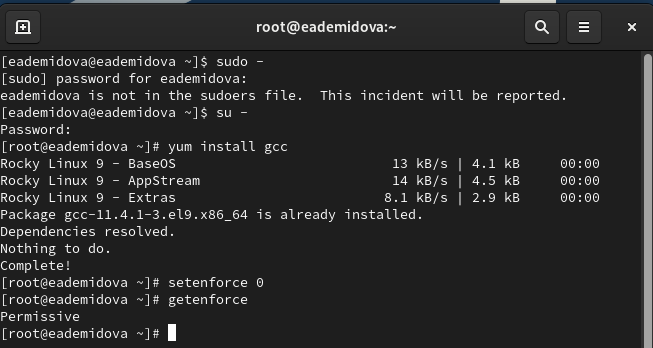 root@eademidova:~
[eademidova@eademidova ~]$ sudo -
[sudo] password for eademidova:
eademidova is not in the sudoers file.  This incident will be reported.
[eademidova@eademidova ~]$ su -
Password:
[root@eademidova ~]# yum install gcc
Rocky Linux 9 - BaseOS                           13 kB/s | 4.1 kB     00:00
Rocky Linux 9 - AppStream                        14 kB/s | 4.5 kB     00:00
Rocky Linux 9 - Extras                          8.1 kB/s | 2.9 kB     00:00
Package gcc-11.4.1-3.el9.x86_64 is already installed.
Dependencies resolved.
Nothing to do.
Complete!
[root@eademidova ~]# setenforce 0
[root@eademidova ~]# getenforce
Permissive
[root@eademidova ~]#